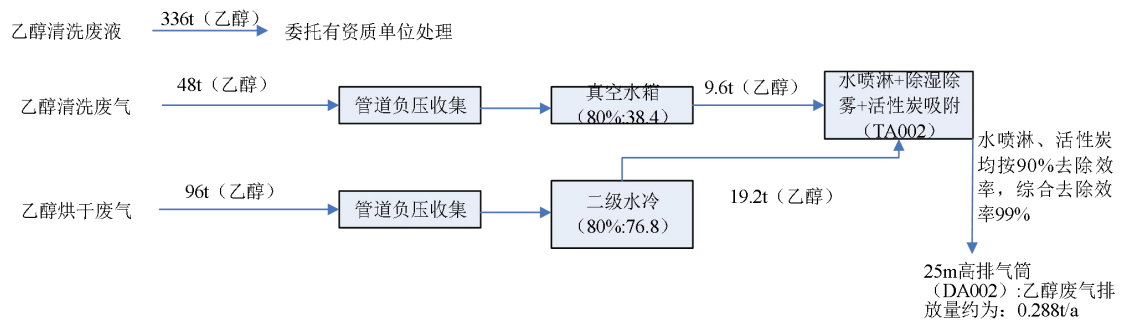 336t（乙醇）
乙醇清洗废液
委托有资质单位处理
48t（乙醇）
乙醇清洗废气
管道负压收集
真空水箱
（80%:38.4）
9.6t（乙醇）
水喷淋+除湿除
雾+活性炭吸附
（TA002）
96t（乙醇）
乙醇烘干废气
管道负压收集
二级水冷
（80%:76.8）
19.2t（乙醇）
水喷淋、活性炭
均按90%去除效
率，综合去除效
率99%
25m高排气筒
（DA002）:乙醇废气排
放量约为：0.288t/a